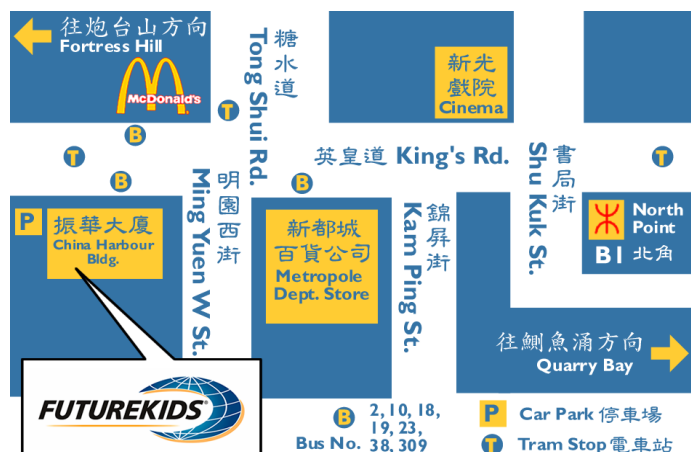 往炮台山方向
Fortress Hill
McDonald's
T
B
T
B
糖水道
Tong Shui Rd.
新光
戲院
Cinema
英皇道 King's Rd.
B
書局街
Shu Kuk St.
T
P
振華大廈
China Harbour
Bldg.
明園西街
Ming Yuen W St.
新都城
百貨公司
Metropole
Dept. Store
錦屏街
Kam Ping St.
North
Point
B1 北角
往鰂魚涌方向
Quarry Bay
FUTUREKIDS®
B
2, 10, 18,
19, 23,
Bus No. 38, 309
P Car Park 停車場
T Tram Stop 電車站